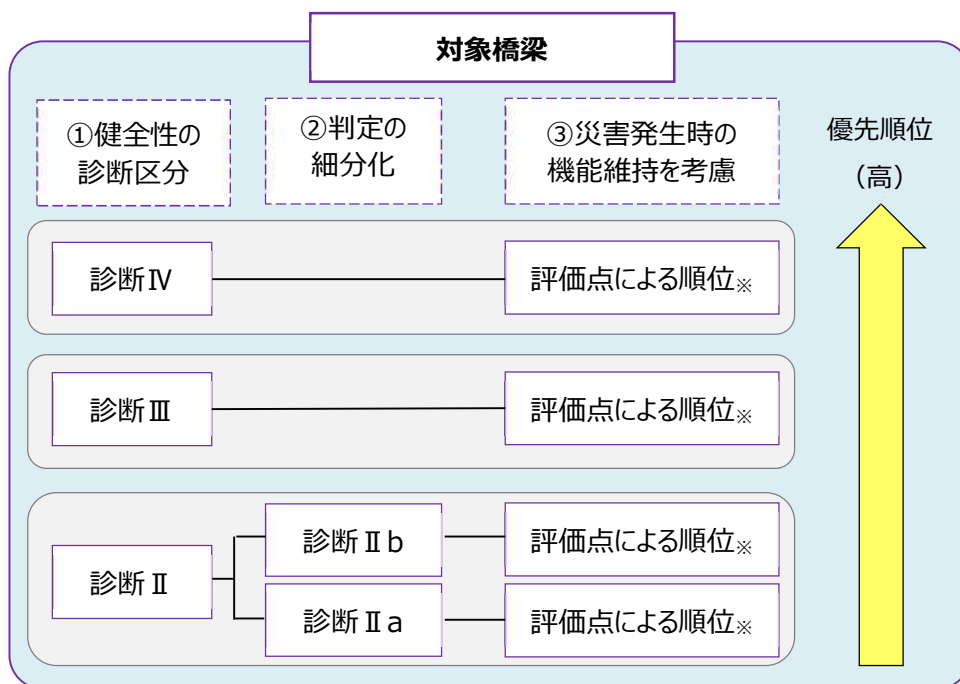 対象橋梁
①健全性の
診断区分
②判定の
細分化
③災害発生時の
機能維持を考慮
優先順位
（高）
診断Ⅳ
評価点による順位※
診断Ⅲ
評価点による順位※
診断Ⅱ
診断Ⅱb
評価点による順位※
診断Ⅱa
評価点による順位※